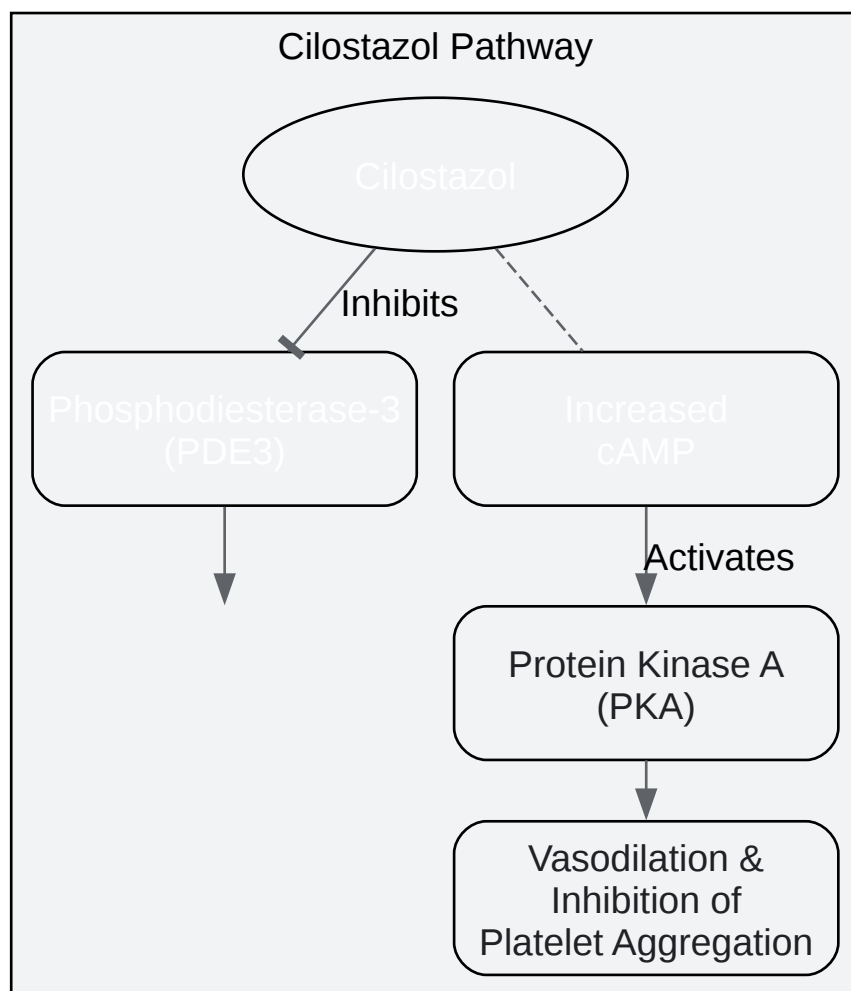 Cilostazol Pathway
Cilostazol
Inhibits
Phosphodiesterase-3
(PDE3)
Increased
cAMP
Activates
Protein Kinase A
(PKA)
Vasodilation &
Inhibition of
Platelet Aggregation